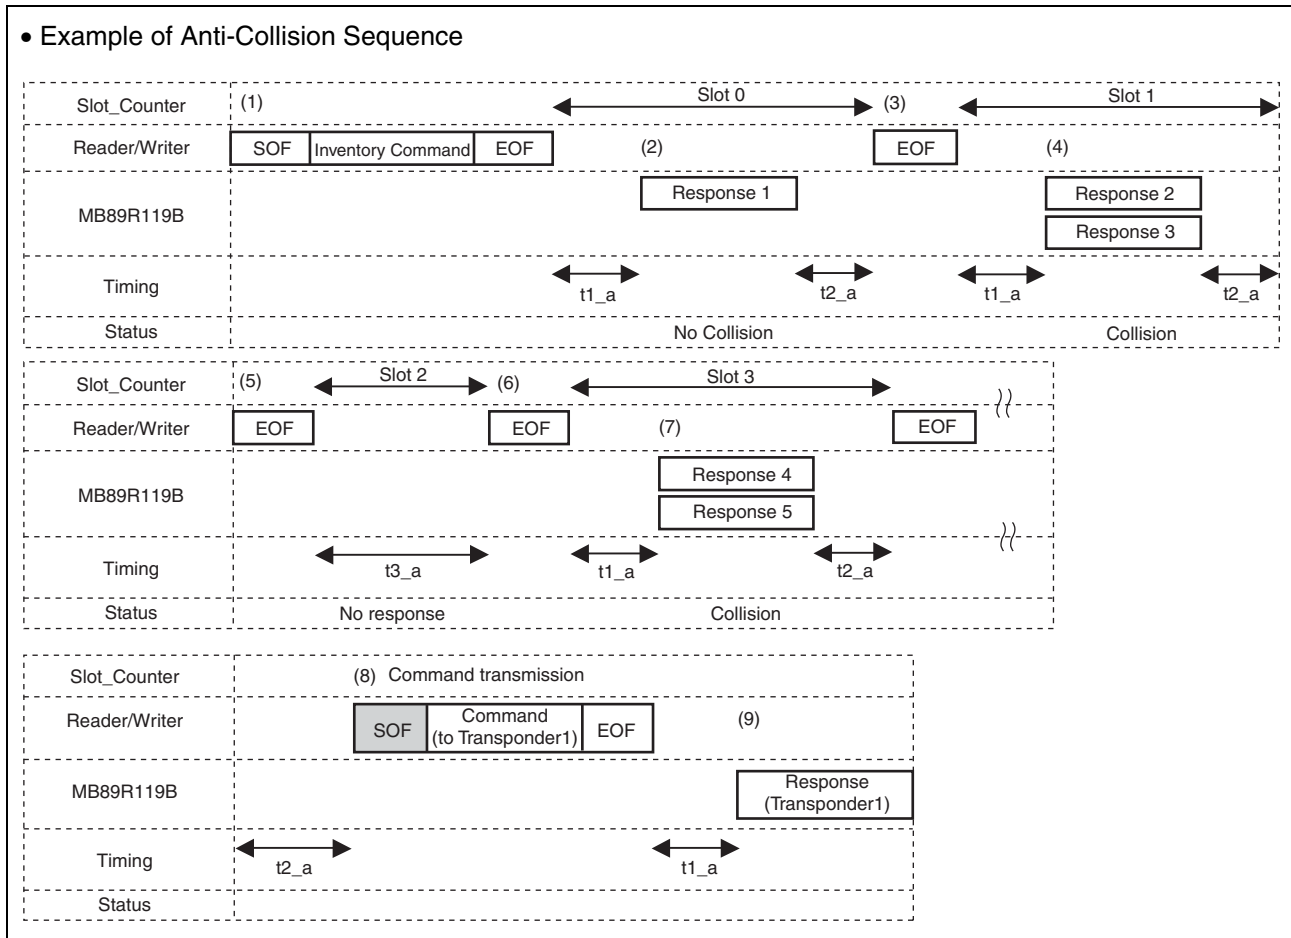 • Example of Anti-Collision Sequence
Slot_Counter (1) Slot 0 (3) Slot 1
Reader/Writer SOF Inventory Command EOF (2) EOF (4)
MB89R119B Response 1 Response 2
Response 3
Timing t1_a t2_a t1_a t2_a
Status No Collision Collision
Slot_Counter (5) Slot 2 (6) Slot 3
Reader/Writer EOF EOF (7) EOF
MB89R119B Response 4
Response 5
Timing t3_a t1_a t2_a
Status No response Collision
Slot_Counter (8) Command transmission
Reader/Writer SOF Command (to Transponder1) EOF (9)
MB89R119B Response (Transponder1)
Timing t2_a t1_a
Status